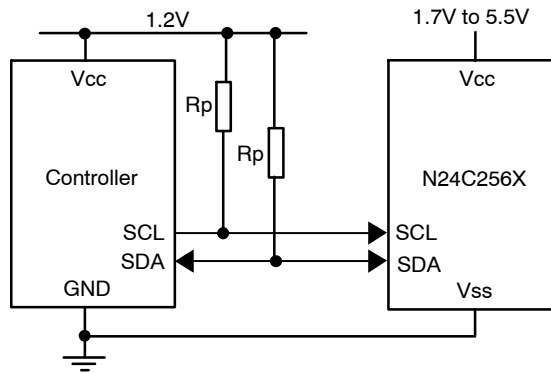 1.2V
1.7V to 5.5V
Vcc
Vcc
Rp
Rp
Controller
N24C256X
SCL
SCL
SDA
SDA
GND
Vss